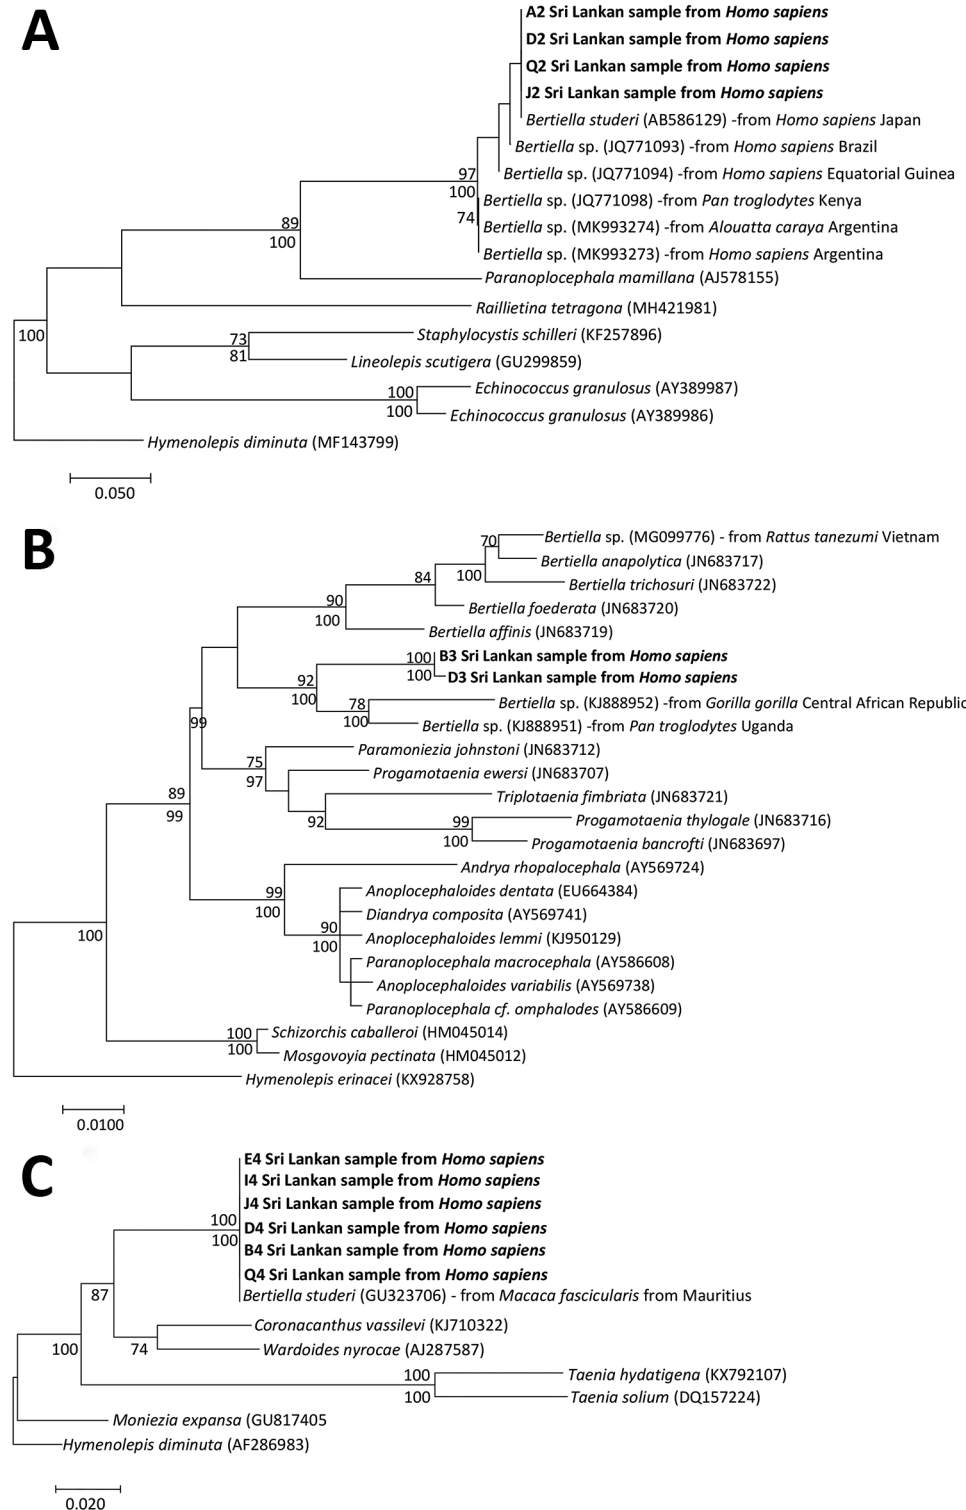 A
A2 Sri Lankan sample from Homo sapiens
D2 Sri Lankan sample from Homo sapiens
Q2 Sri Lankan sample from Homo sapiens
J2 Sri Lankan sample from Homo sapiens
Bertiella studeri (AB586129) -from Homo sapiens Japan
Bertiella sp. (JQ771093) -from Homo sapiens Brazil
97
Bertiella sp. (JQ771094) -from Homo sapiens Equatorial Guinea
100
Bertiella sp. (JQ771098) -from Pan troglodytes Kenya
74
89
Bertiella sp. (MK993274) -from Alouatta caraya Argentina
100
Bertiella sp. (MK993273) -from Homo sapiens Argentina
Paranoplocephala mamillana (AJ578155)
Raillietina tetragona (MH421981)
100
73
Staphylocystis schilleri (KF257896)
81
Lineolepis scutigera (GU299859)
100
Echinococcus granulosus (AY389987)
100
Echinococcus granulosus (AY389986)
Hymenolepis diminuta (MF143799)
0.050
B
70
Bertiella sp. (MG099776) - from Rattus tanezumi Vietnam
Bertiella anapolytica (JN683717)
84
100
Bertiella trichosuri (JN683722)
90
Bertiella foederata (JN683720)
100
Bertiella affinis (JN683719)
100
B3 Sri Lankan sample from Homo sapiens
100
D3 Sri Lankan sample from Homo sapiens
92
100
78
Bertiella sp. (KJ888952) -from Gorilla gorilla Central African Republic
99
100
Bertiella sp. (KJ888951) -from Pan troglodytes Uganda
Paramoniezia johnstoni (JN683712)
75
97
Progamotaenia ewersi (JN683707)
89
Triplotaenia fimbriata (JN683721)
99
92
99
Progamotaenia thylogale (JN683716)
100
Progamotaenia bancrofti (JN683697)
Andrya rhopalocephala (AY569724)
99
Anoplocephaloides dentata (EU664384)
100
Diandrya composita (AY569741)
90
100
Anoplocephaloides lemmi (KJ950129)
100
Paranoplocephala macrocephala (AY586608)
Anoplocephaloides variabilis (AY569738)
Paranoplocephala cf. omphalodes (AY586609)
100
Schizorchis caballeroi (HM045014)
100
Mosgovoyia pectinata (HM045012)
Hymenolepis erinacei (KX928758)
0.0100
C
E4 Sri Lankan sample from Homo sapiens
I4 Sri Lankan sample from Homo sapiens
J4 Sri Lankan sample from Homo sapiens
100
D4 Sri Lankan sample from Homo sapiens
100
B4 Sri Lankan sample from Homo sapiens
Q4 Sri Lankan sample from Homo sapiens
87
Bertiella studeri (GU323706) - from Macaca fascicularis from Mauritius
Coronacanthus vassilevi (KJ710322)
100
74
Wardoides nyrocae (AJ287587)
100
Taenia hydatigena (KX792107)
100
Taenia solium (DQ157224)
Moniezia expansa (GU817405
Hymenolepis diminuta (AF286983)
0.020